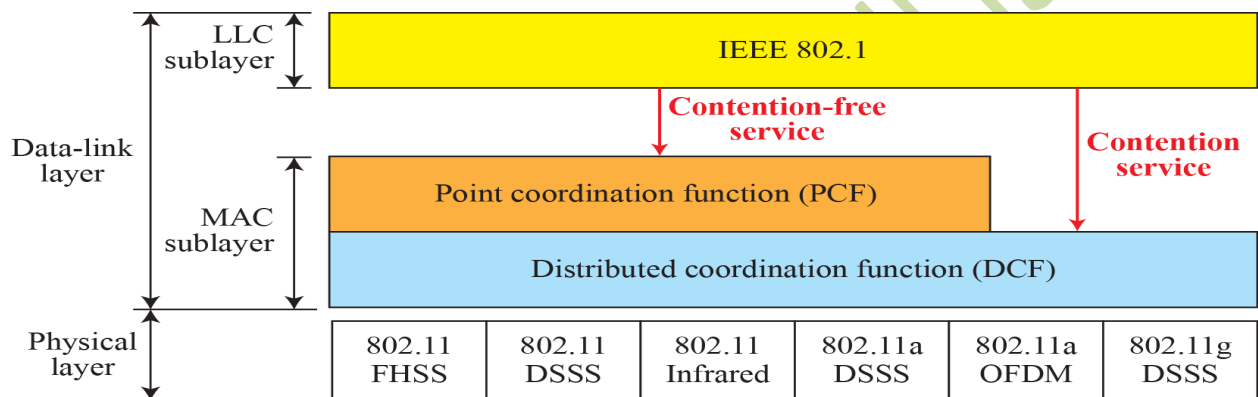 LLC
sublayer
IEEE 802.1
Contention-free
service
Contention
service
Data-link
layer
MAC
sublayer
Point coordination function (PCF)
Distributed coordination function (DCF)
Physical
layer
802.11
FHSS
802.11
DSSS
802.11
Infrared
802.11a
DSSS
802.11a
OFDM
802.11g
DSSS